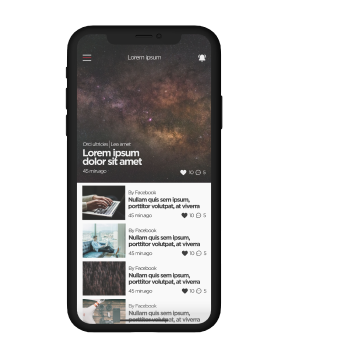 Lorem ipsum
Orci ultricies | Leo amet
Lorem ipsum
dolor sit amet
45 min.ago
10 5
By Facebook
Nullam quis sem ipsum,
porttitor volutpat, at viverra
45 min.ago
10 5
By Facebook
Nullam quis sem ipsum,
porttitor volutpat, at viverra
45 min.ago
10 5
By Facebook
Nullam quis sem ipsum,
porttitor volutpat, at viverra
45 min.ago
10 5
By Facebook
Nullam quis sem ipsum,
porttitor volutpat, at viverra